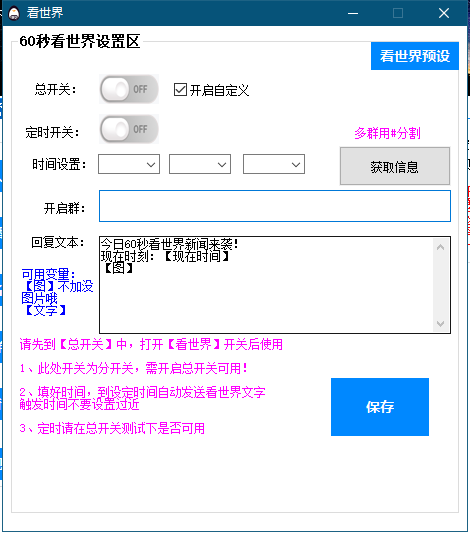 看世界
60秒看世界设置区
看世界预设
总开关：
OFF
开启自定义
定时开关：
OFF
多群用#分割
时间设置：
获取信息
开启群：
回复文本：
今日60秒看世界新闻来袭！
现在时刻：【现在时间】
【图】
可用变量：
【图】不加没
图片哦
【文字】
请先到【总开关】中，打开【看世界】开关后使用
1、此处开关为分开关，需开启总开关可用！
2、填好时间，到设定时间自动发送看世界文字
触发时间不要设置过近
3、定时请在总开关测试下是否可用
保存